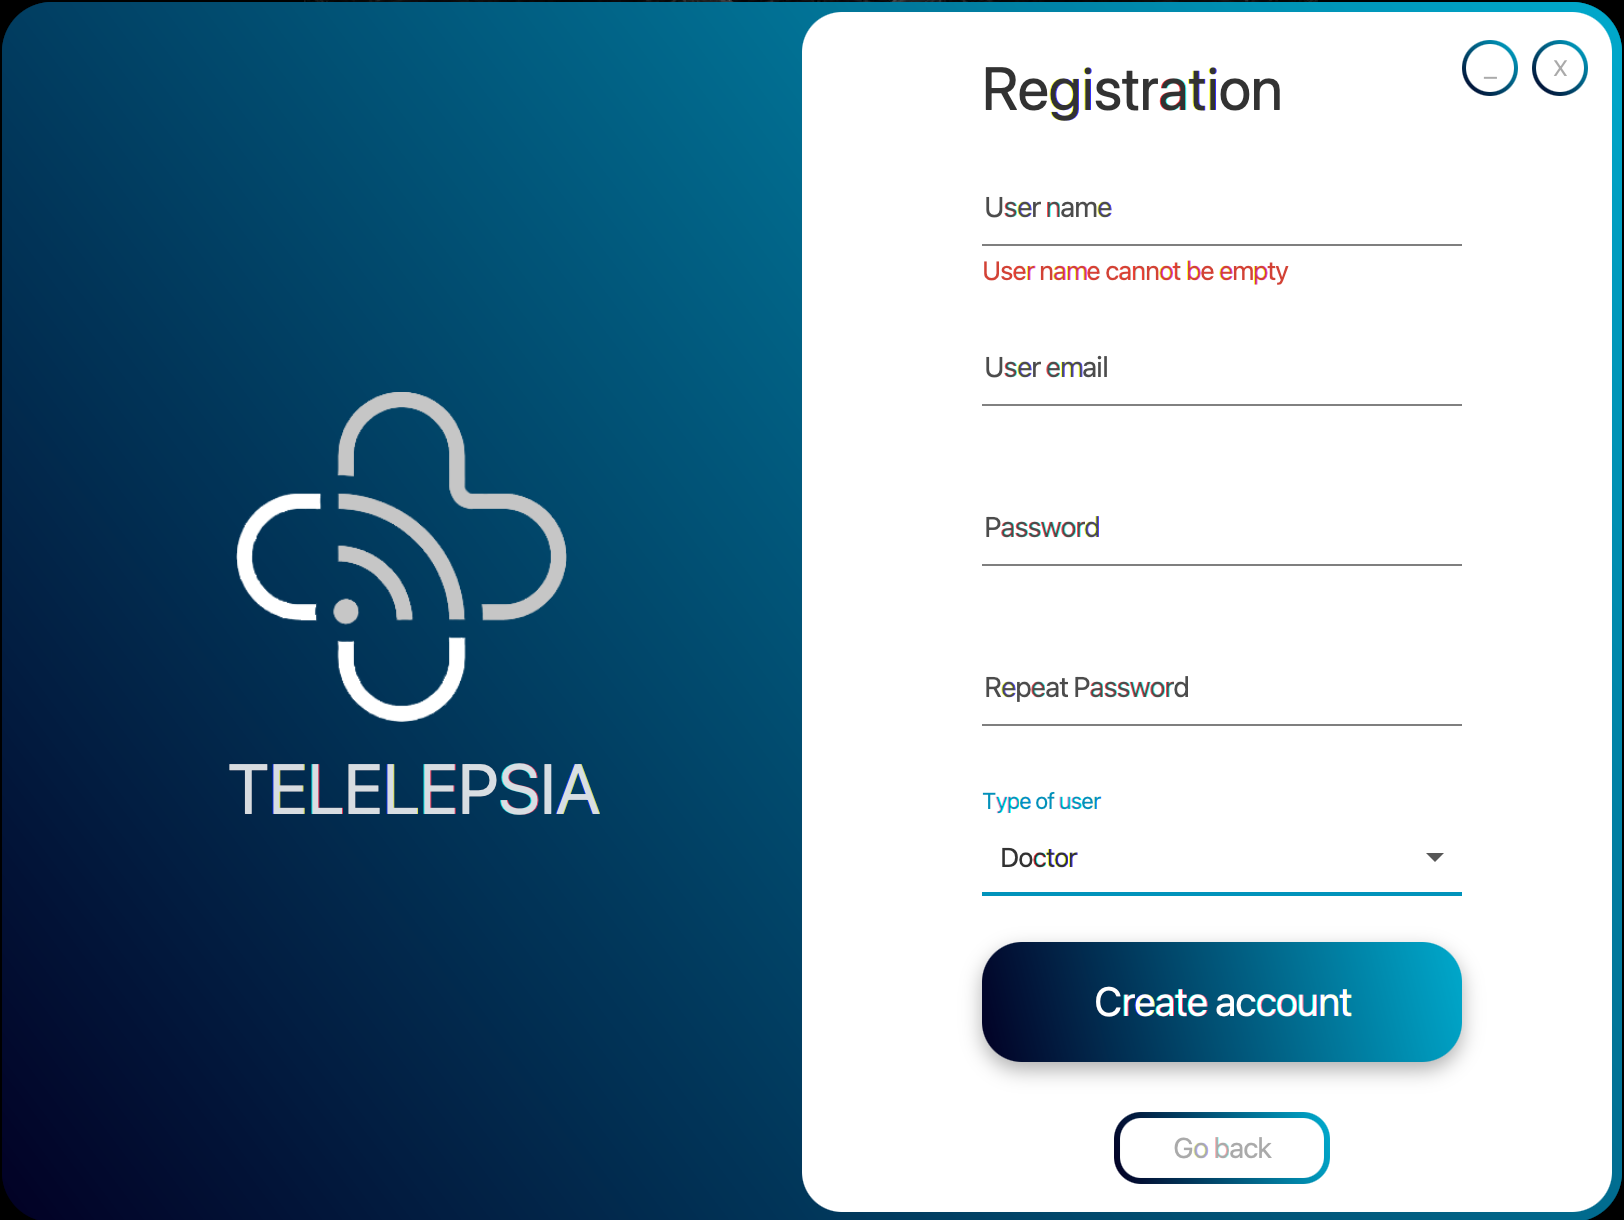 Registration
_ X
User name
User name cannot be empty
User email
Password
Repeat Password
TELELEPSIA
Type of user
Doctor
Create account
Go back